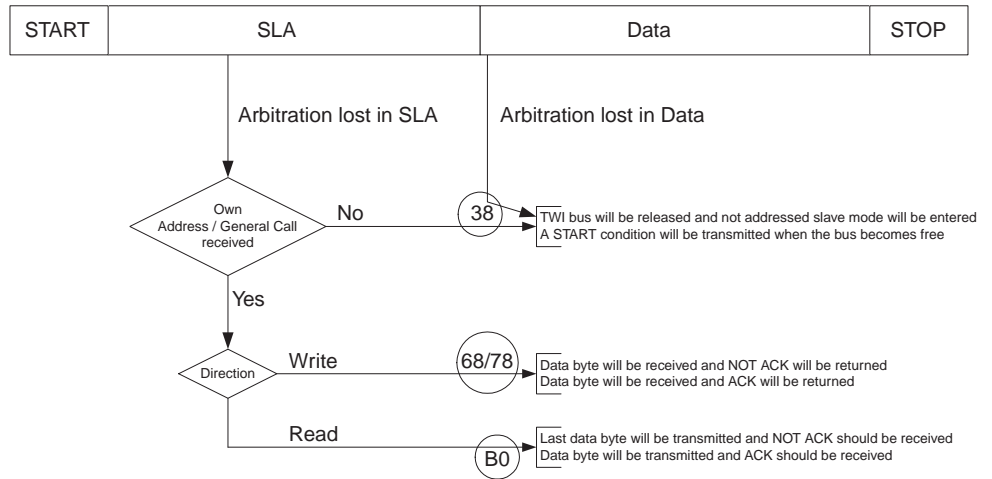 START
SLA
Data
STOP
Arbitration lost in SLA
Arbitration lost in Data
Own
Address / General Call
received
No
38
TWI bus will be released and not addressed slave mode will be entered
A START condition will be transmitted when the bus becomes free
Yes
Direction
Write
68/78
Data byte will be received and NOT ACK will be returned
Data byte will be received and ACK will be returned
Read
B0
Last data byte will be transmitted and NOT ACK should be received
Data byte will be transmitted and ACK should be received